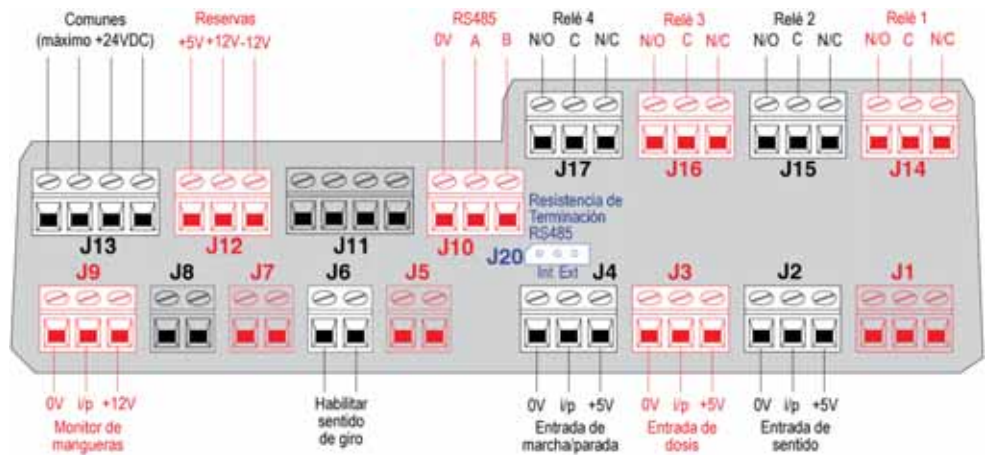 Comunes
(máximo +24VDC)
Reservas
+5V +12V -12V
RS485
0V A B
Relé 4
N/O C N/C
Relé 3
N/O C N/C
Relé 2
N/O C N/C
Relé 1
N/O C N/C
J17
J16
J15
J14
J13
J12
J11
J10
Resistencia de
Terminación
RS485
J20
Int Ext
J9
J8
J7
J6
J5
J4
J3
J2
J1
0V i/p +12V
Monitor de
mangueras
Habilitar
sentido
de giro
0V i/p +5V
Entrada de
marcha/parada
0V i/p +5V
Entrada de
dosis
0V i/p +5V
Entrada de
sentido